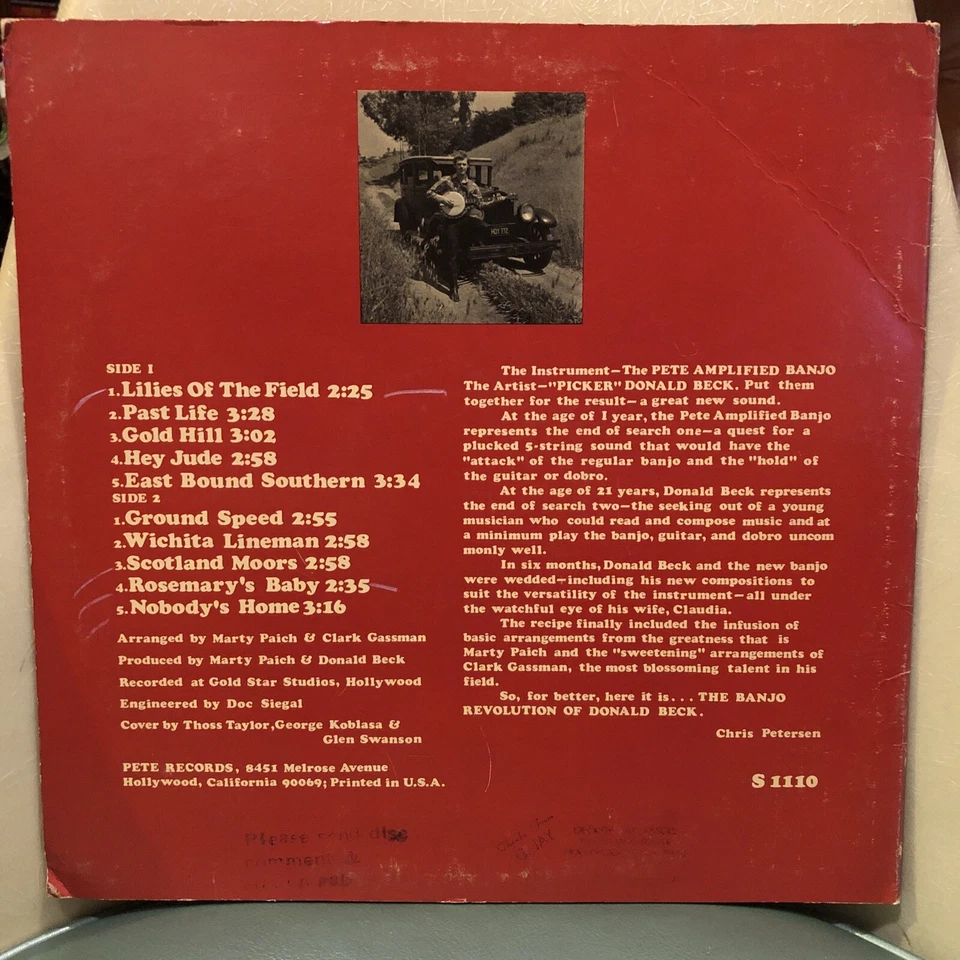 SIDE 1
1.Lilies Of The Field 2:25
2.Past Life 3:28
3.Gold Hill 3:02
4.Hey Jude 2:58
5.East Bound Southern 3:34
SIDE 2
1.Ground Speed 2:55
2.Wichita Lineman 2:58
3.Scotland Moors 2:58
4.Rosemary's Baby 2:35
5.Nobody's Home 3:16
Arranged by Marty Paich & Clark Gassman
Produced by Marty Paich & Donald Beck
Recorded at Gold Star Studios, Hollywood
Engineered by Doc Siegal
Cover by Thoss Taylor,George Koblasa &
Glen Swanson
PETE RECORDS, 8451 Melrose Avenue
Hollywood, California 90069; Printed in U.S.A.
The Instrument—The PETE AMPLIFIED BANJO
The Artist—"PICKER" DONALD BECK. Put them
together for the result—a great new sound.
At the age of 1 year, the Pete Amplified Banjo
represents the end of search one—a quest for a
plucked 5-string sound that would have the
"attack" of the regular banjo and the "hold" of
the guitar or dobro.
At the age of 21 years, Donald Beck represents
the end of search two—the seeking out of a young
musician who could read and compose music and at
a minimum play the banjo, guitar, and dobro uncom
monly well.
In six months, Donald Beck and the new banjo
were wedded—including his new compositions to
suit the versatility of the instrument—all under
the watchful eye of his wife, Claudia.
The recipe finally included the infusion of
basic arrangements from the greatness that is
Marty Paich and the "sweetening" arrangements of
Clark Gassman, the most blossoming talent in his
field.
So, for better, here it is... THE BANJO
REVOLUTION OF DONALD BECK.
Chris Petersen
S 1110
Please send disc
comment &